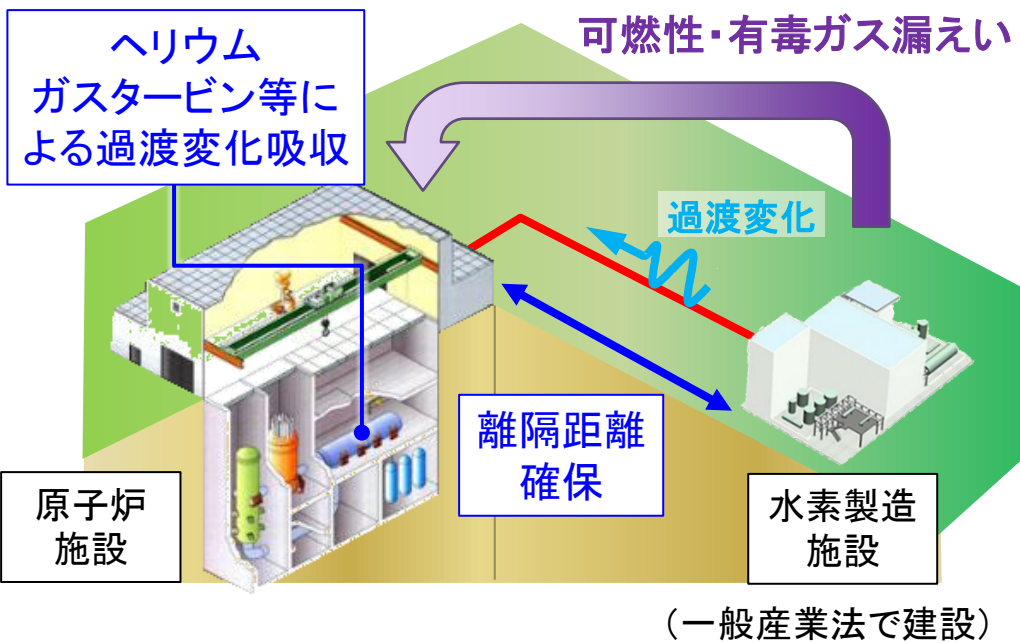 可燃性・有毒ガス漏えい
ヘリウム
ガスタービン等に
よる過渡変化吸収
過渡変化
離隔距離
確保
原子炉
施設
水素製造
施設
（一般産業法で建設）